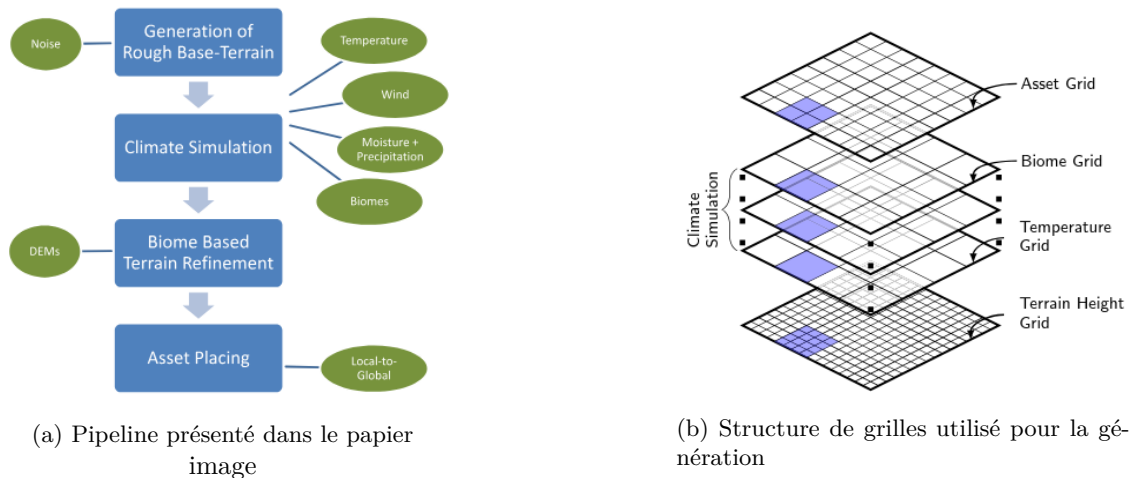 Noise
Generation of
Rough Base-Terrain
Temperature
Wind
Climate Simulation
Moisture +
Precipitation
Biomes
DEMs
Biome Based
Terrain Refinement
Asset Placing
Local-to-
Global
(a) Pipeline présenté dans le papier
image
Asset Grid
Biome Grid
Climate
Simulation
Temperature
Grid
Terrain Height
Grid
(b) Structure de grilles utilisé pour la gé-
nération